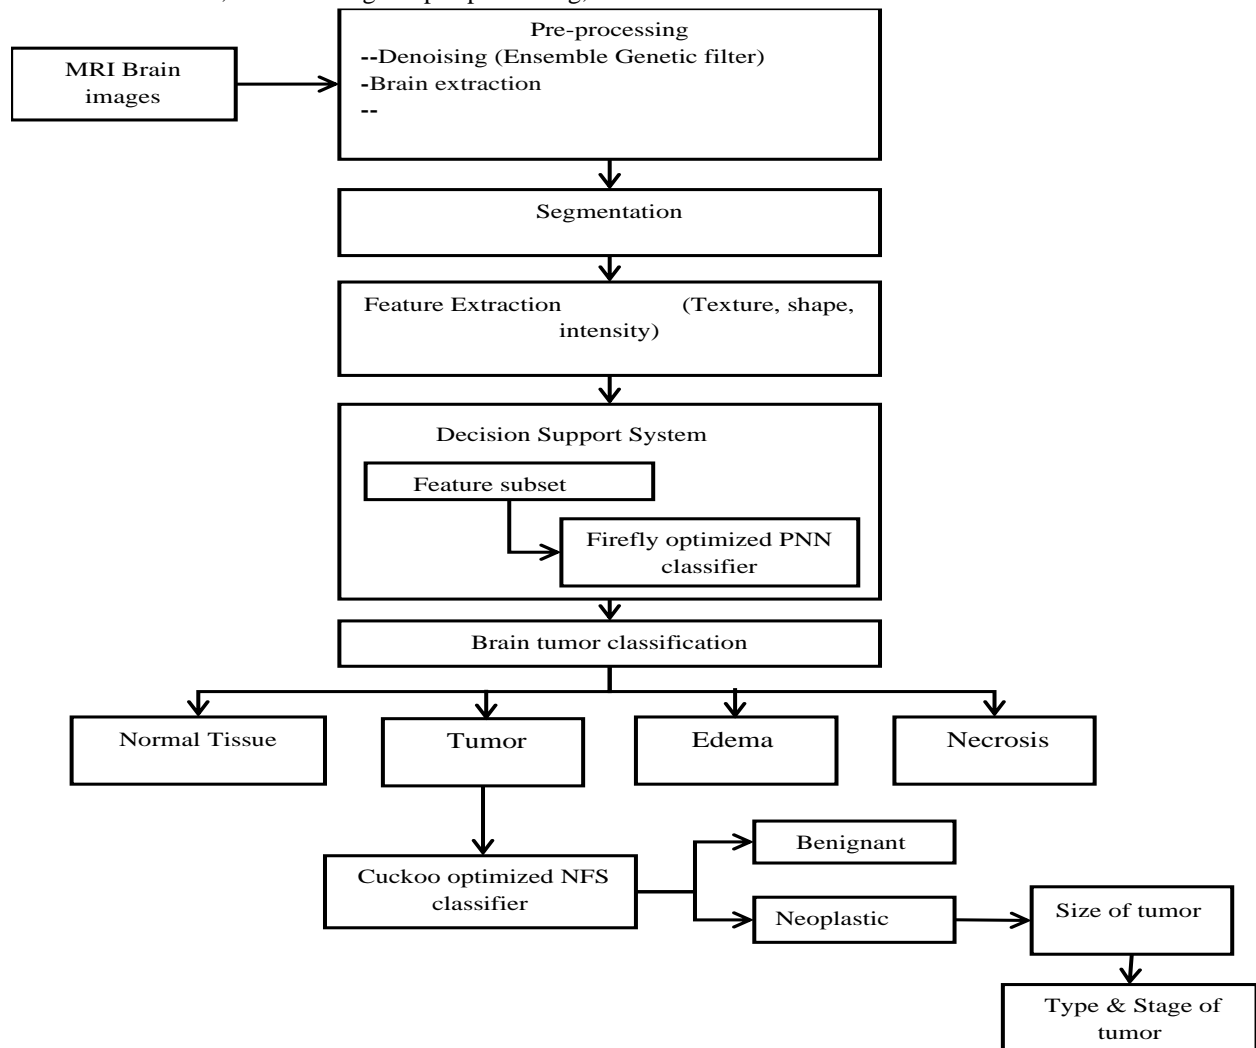 Pre-processing
--Denoising (Ensemble Genetic filter)
-Brain extraction
--
MRI Brain
images
Segmentation
Feature Extraction (Texture, shape,
intensity)
Decision Support System
Feature subset
Firefly optimized PNN
classifier
Brain tumor classification
Normal Tissue
Tumor
Edema
Necrosis
Cuckoo optimized NFS
classifier
Benignant
Neoplastic
Size of tumor
Type & Stage of
tumor